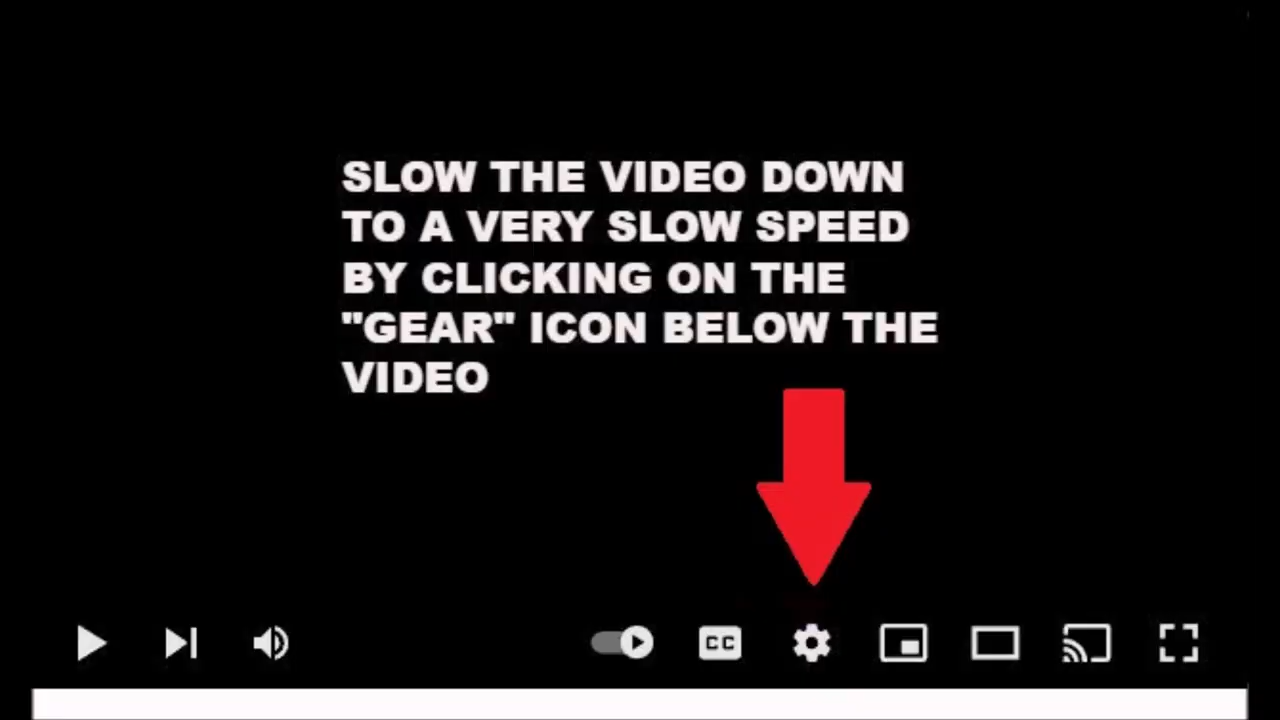 SLOW THE VIDEO DOWN
TO A VERY SLOW SPEED
BY CLICKING ON THE
"GEAR" ICON BELOW THE
VIDEO
CC